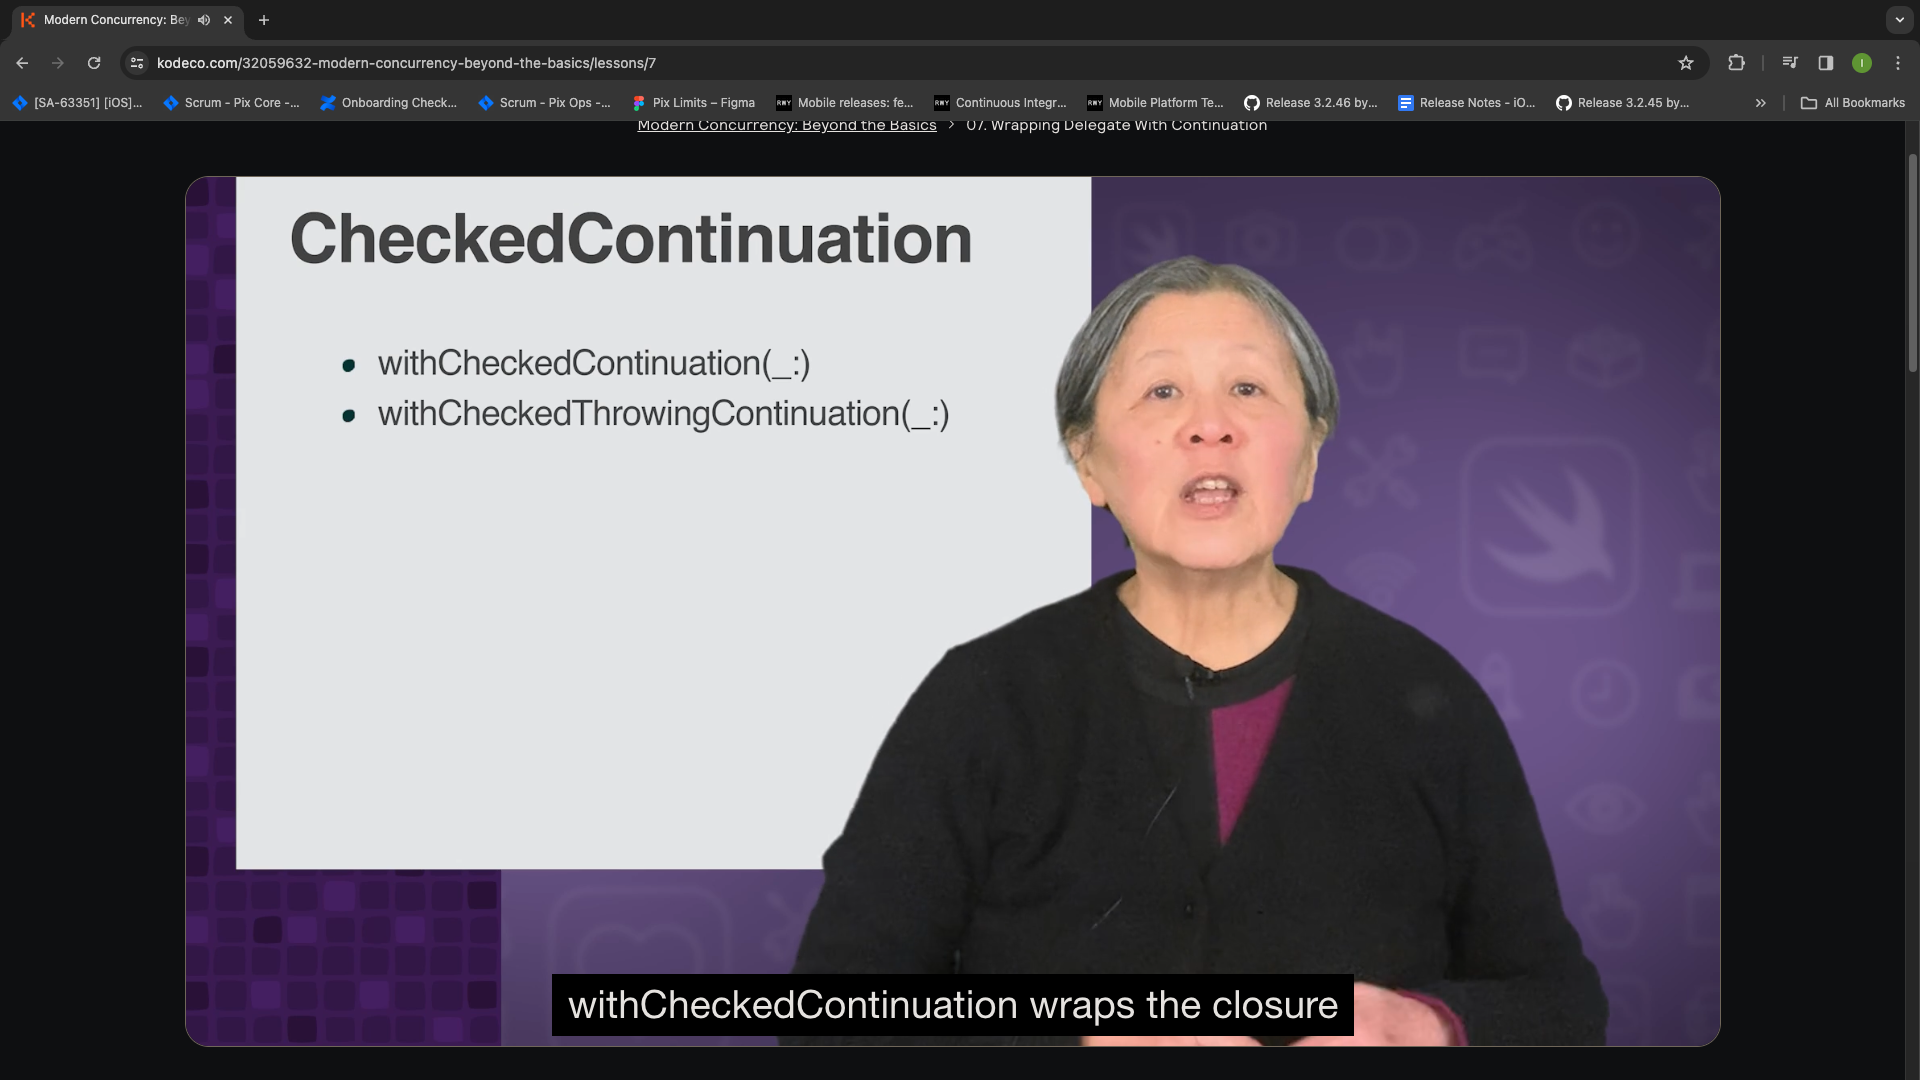 Modern Concurrency: Bey
kodeco.com/32059632-modern-concurrency-beyond-the-basics/lessons/7
I
[SA-63351] [iOS]...
Scrum - Pix Core -...
Onboarding Check...
Scrum - Pix Ops -...
Pix Limits – Figma
RWY
Mobile releases: fe...
RWY
Continuous Integr...
RWY
Mobile Platform Te...
Release 3.2.46 by...
Release Notes - iO...
Release 3.2.45 by...
»
All Bookmarks
Modern Concurrency: Beyond the Basics > 07. Wrapping Delegate With Continuation
CheckedContinuation
• withCheckedContinuation(_:)
• withCheckedThrowingContinuation(_:)
withCheckedContinuation wraps the closure